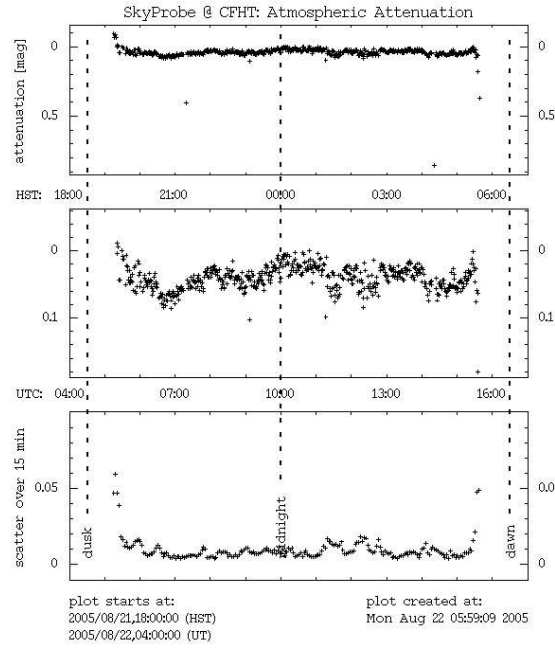 SkyProbe @ CFHT: Atmospheric Attenuation
attenuation [mag]
0 0
0.5 0.5
HST: 18:00 21:00 00:00 03:00 06:00
0 0
0.1 0.1
UTC: 04:00 07:00 10:00 13:00 16:00
scatter over 15 min
0.05 0.0
0 0
dusk
idnight
dawn
plot starts at:
2005/08/21,18:00:00 (HST)
2005/08/22,04:00:00 (UT)
plot created at:
Mon Aug 22 05:59:09 2005